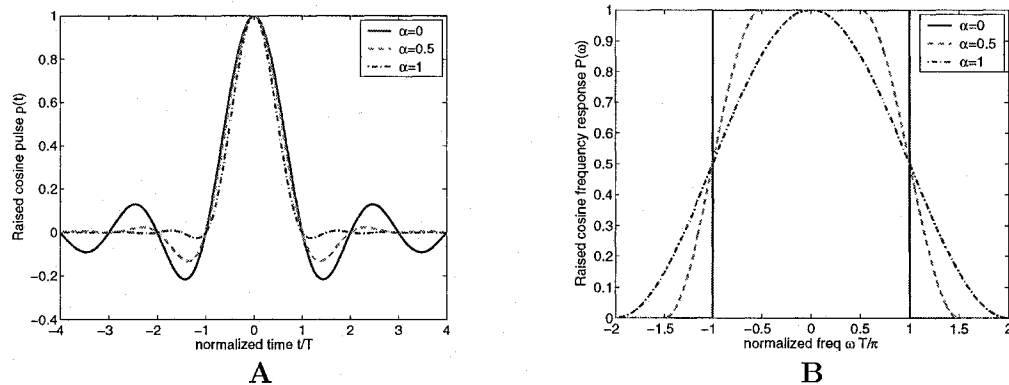 1
0.8
0.6
0.4
0.2
0
−0.2
−0.4
−4 −3 −2 −1 0 1 2 3 4
Raised cosine pulse p(t)
normalized time t/T
α=0
α=0.5
α=1
A
1
0.9
0.8
0.7
0.6
0.5
0.4
0.3
0.2
0.1
0
−2 −1.5 −1 −0.5 0 0.5 1 1.5 2
Raised cosine frequency response P(ω)
normalized freq ω T/π
α=0
α=0.5
α=1
B